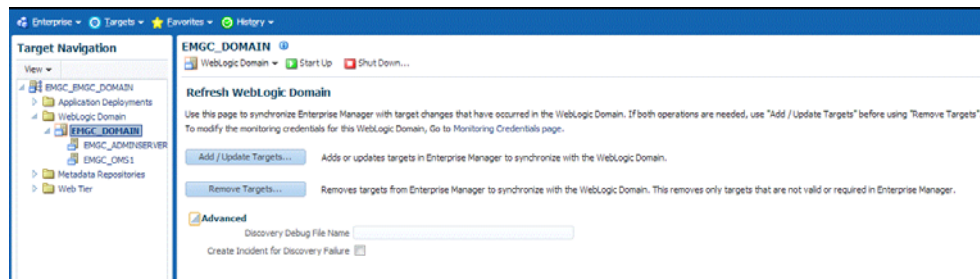 Enterprise Targets Favorites History
Target Navigation
View
EMGC_EMGC_DOMAIN
Application Deployments
WebLogic Domain
EMGC_DOMAIN
EMGC_ADMINSERVER
EMGC_OMS1
Metadata Repositories
Web Tier
EMGC_DOMAIN
WebLogic Domain Start Up Shut Down...
Refresh WebLogic Domain
Use this page to synchronize Enterprise Manager with target changes that have occurred in the WebLogic Domain. If both operations are needed, use "Add / Update Targets" before using "Remove Targets"
To modify the monitoring credentials for this WebLogic Domain, Go to Monitoring Credentials page.
Add / Update Targets... Adds or updates targets in Enterprise Manager to synchronize with the WebLogic Domain.
Remove Targets... Removes targets from Enterprise Manager to synchronize with the WebLogic Domain. This removes only targets that are not valid or required in Enterprise Manager.
Advanced
Discovery Debug File Name
Create Incident for Discovery Failure